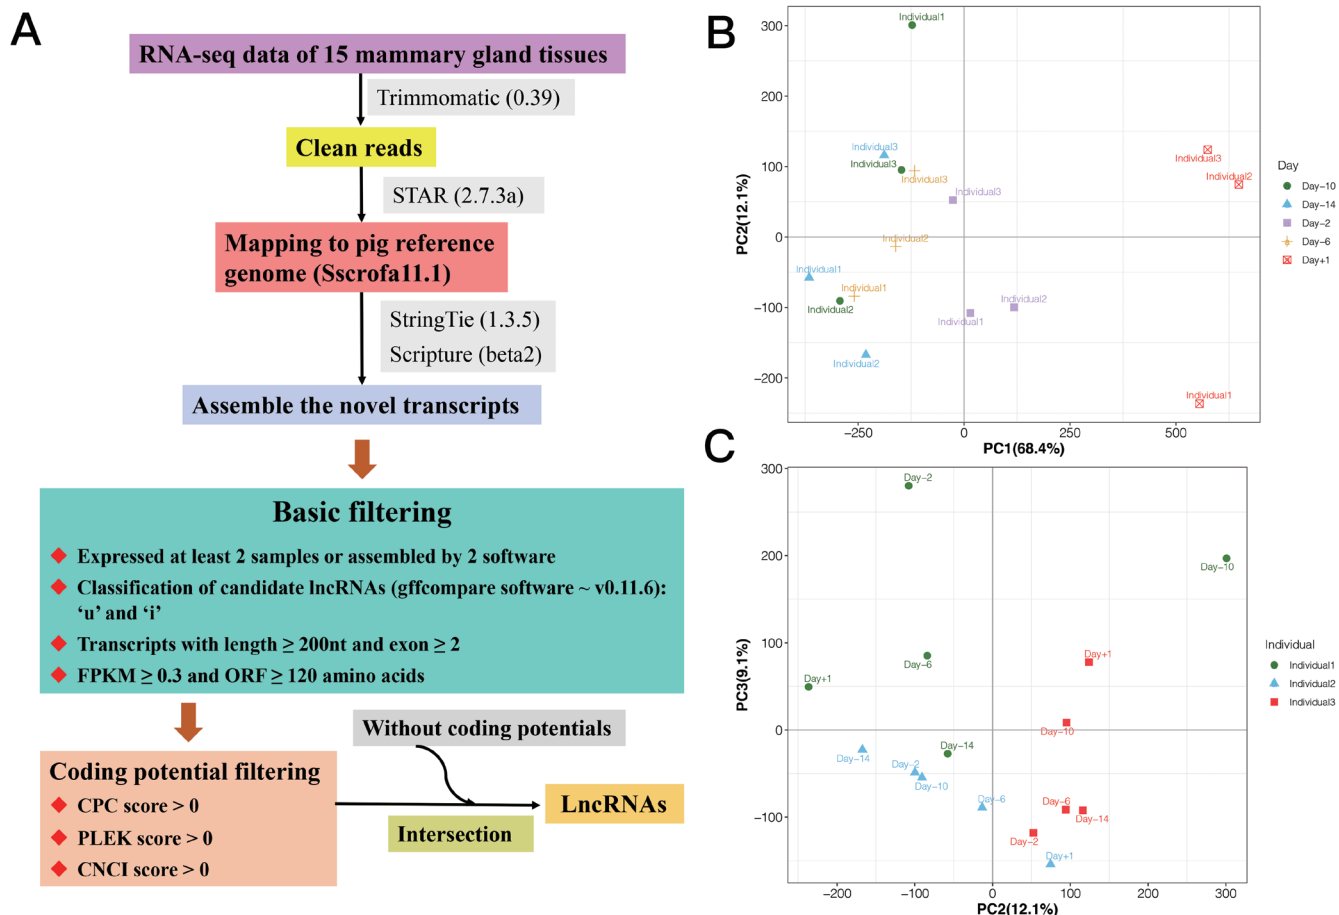 A
RNA-seq data of 15 mammary gland tissues
Trimmomatic (0.39)
Clean reads
STAR (2.7.3a)
Mapping to pig reference
genome (Sscrofa11.1)
StringTie (1.3.5)
Scripture (beta2)
Assemble the novel transcripts
Basic filtering
Expressed at least 2 samples or assembled by 2 software
Classification of candidate lncRNAs (gffcompare software ~ v0.11.6):
‘u’ and ‘i’
Transcripts with length ≥ 200nt and exon ≥ 2
FPKM ≥ 0.3 and ORF ≥ 120 amino acids
Coding potential filtering
CPC score > 0
PLEK score > 0
CNCI score > 0
Without coding potentials
Intersection
LncRNAs
B
PC2(12.1%)
300
200
100
0
−100
−200
Individual1
Individual3
Individual3
Individual3
Individual3
Individual3
Individual2
Individual2
Individual1
Individual1
Individual2
Individual2
Individual1
Individual2
Individual1
−250
0
250
500
PC1(68.4%)
Day
Day−10
Day−14
Day−2
Day−6
Day+1
C
PC3(9.1%)
300
200
100
0
−100
Day−2
Day−10
Day−6
Day+1
Day+1
Day−10
Day−14
Day−14
Day−2
Day−10
Day−6
Day−6
Day−14
Day−2
Day+1
−200
−100
0
100
200
300
PC2(12.1%)
Individual
Individual1
Individual2
Individual3